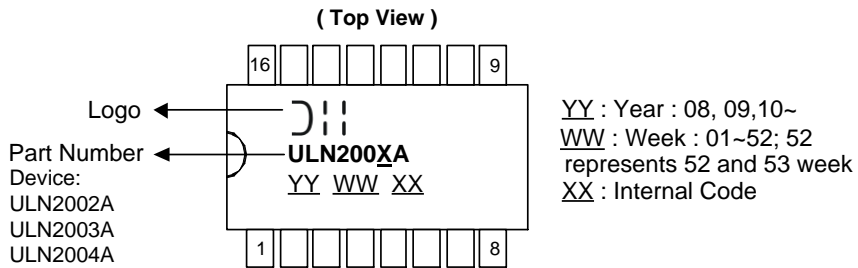 ( Top View )
16 9
Logo
YY : Year : 08, 09,10~
Part Number
ULN200XA
WW : Week : 01~52; 52
represents 52 and 53 week
Device:
YY WW XX
XX : Internal Code
ULN2002A
ULN2003A
ULN2004A
1 8